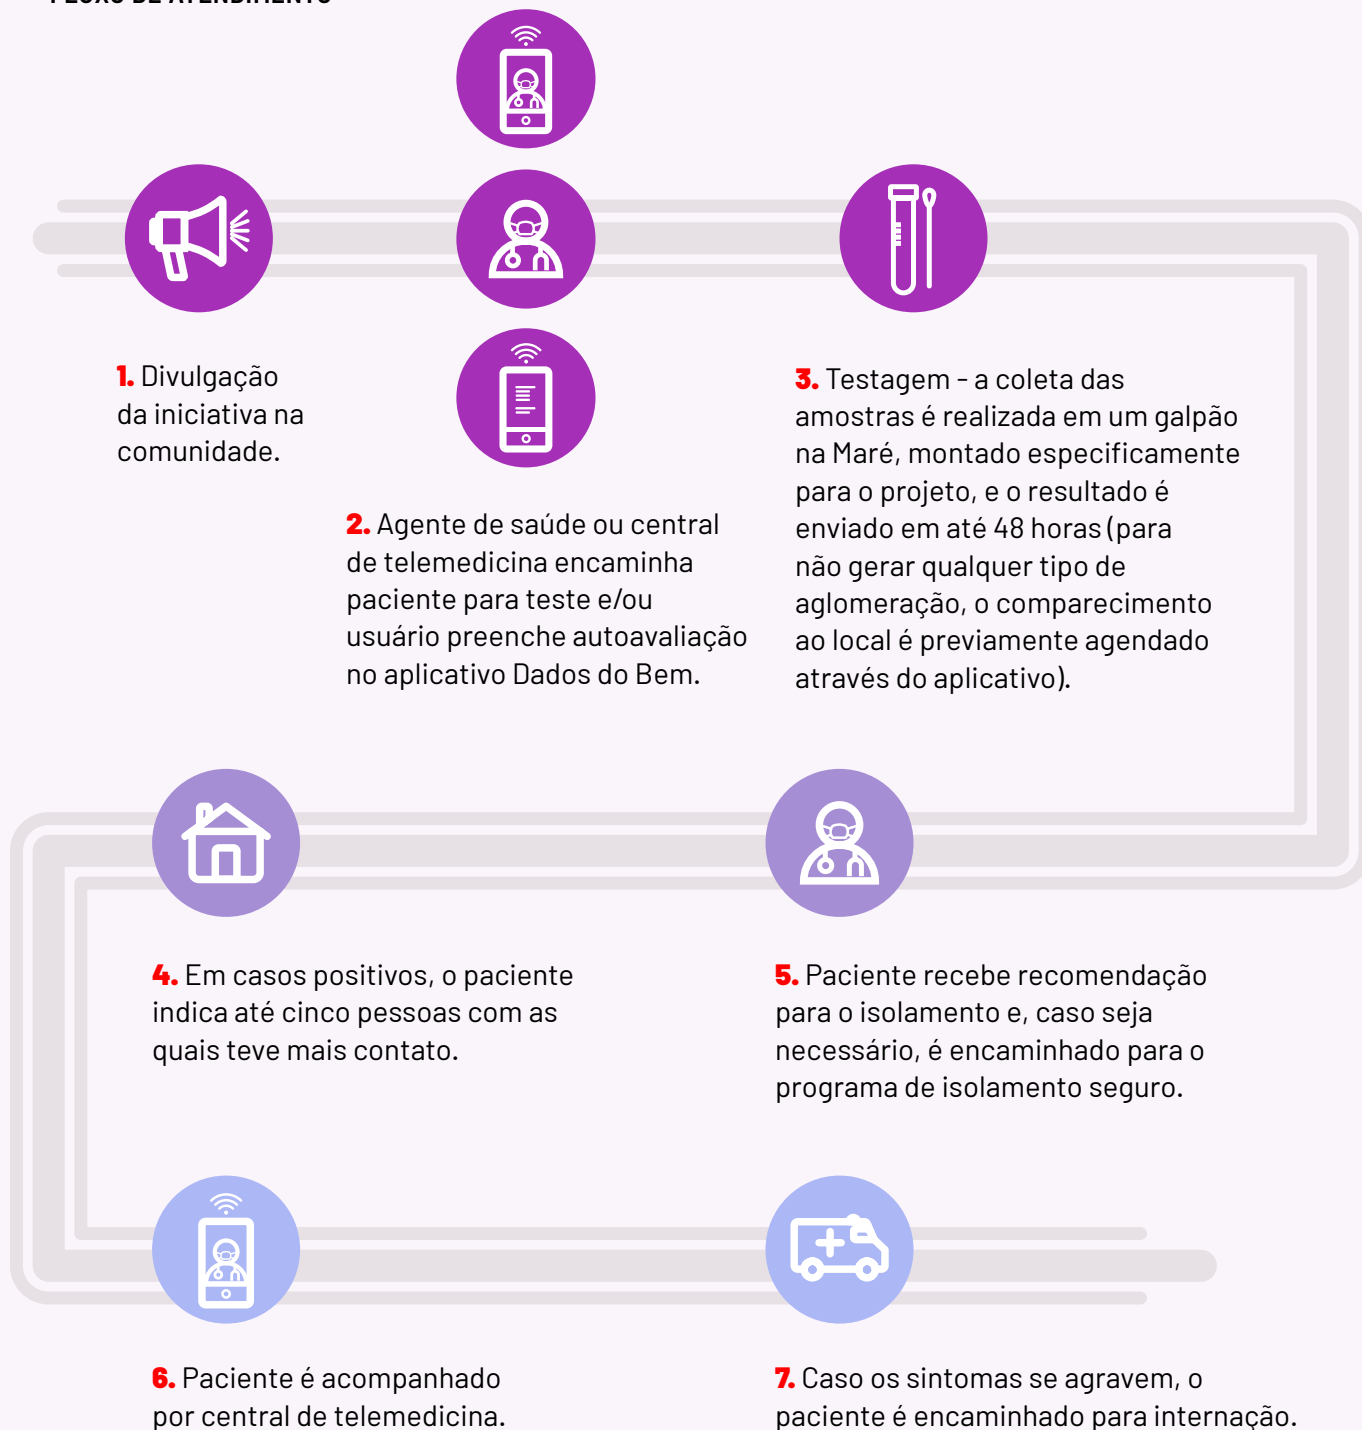 FLUXO DE ATENDIMENTO
1. Divulgação
da iniciativa na
comunidade.
2. Agente de saúde ou central
de telemedicina encaminha
paciente para teste e/ou
usuário preenche autoavaliação
no aplicativo Dados do Bem.
3. Testagem - a coleta das
amostras é realizada em um galpão
na Maré, montado especificamente
para o projeto, e o resultado é
enviado em até 48 horas (para
não gerar qualquer tipo de
aglomeração, o comparecimento
ao local é previamente agendado
através do aplicativo).
4. Em casos positivos, o paciente
indica até cinco pessoas com as
quais teve mais contato.
5. Paciente recebe recomendação
para o isolamento e, caso seja
necessário, é encaminhado para o
programa de isolamento seguro.
6. Paciente é acompanhado
por central de telemedicina.
7. Caso os sintomas se agravem, o
paciente é encaminhado para internação.